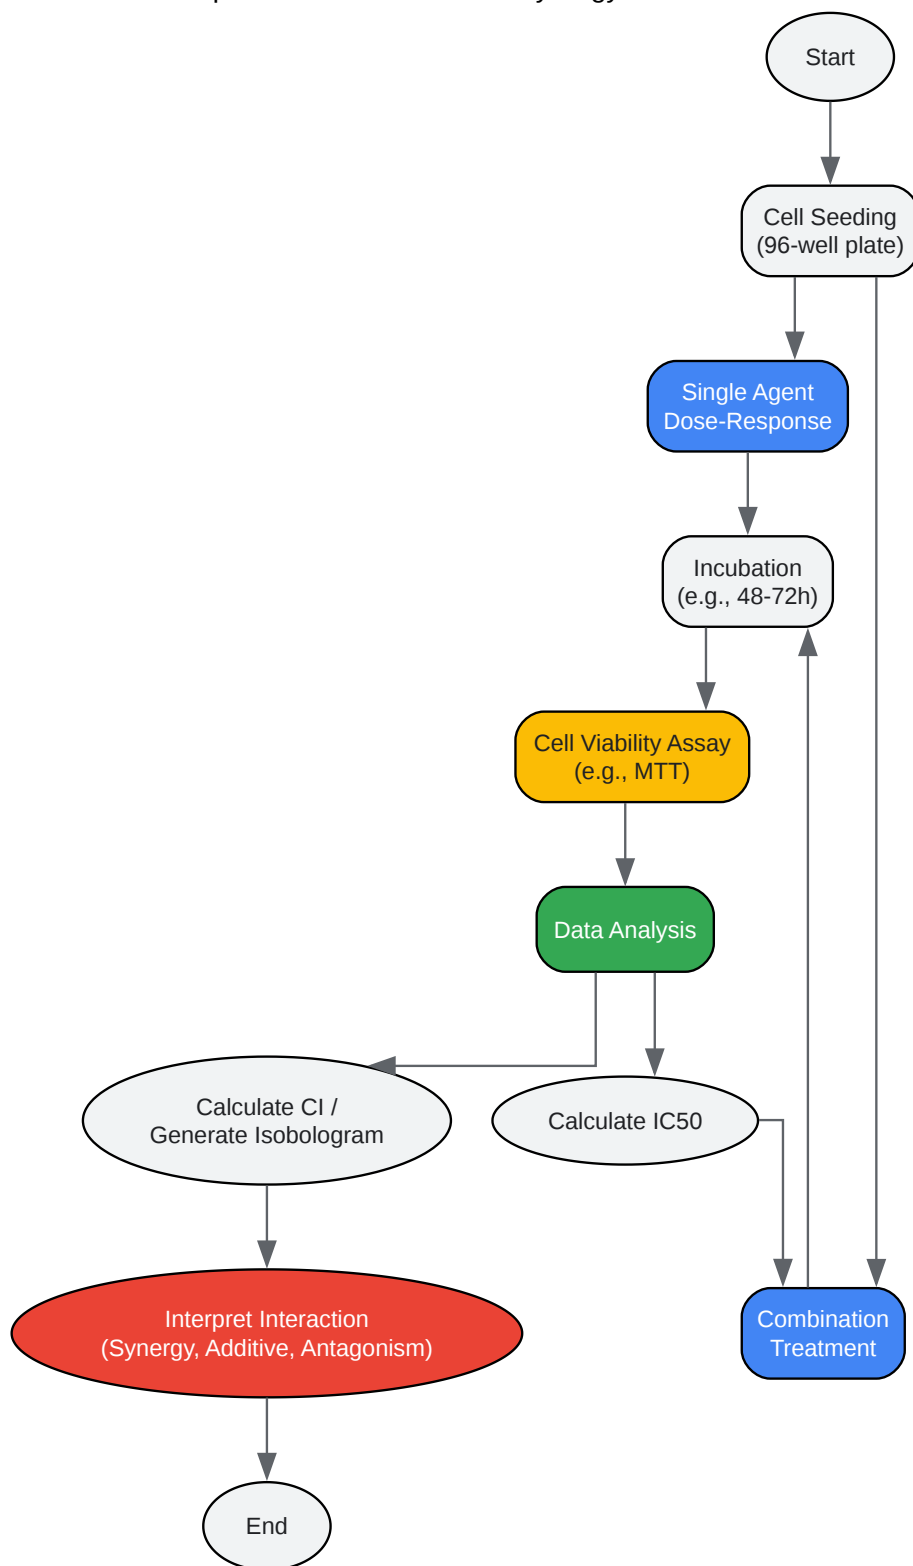 Start
Cell Seeding
(96-well plate)
Single Agent
Dose-Response
Incubation
(e.g., 48-72h)
Cell Viability Assay
(e.g., MTT)
Data Analysis
Calculate CI /
Generate Isobologram
Calculate IC50
Interpret Interaction
(Synergy, Additive, Antagonism)
Combination
Treatment
End